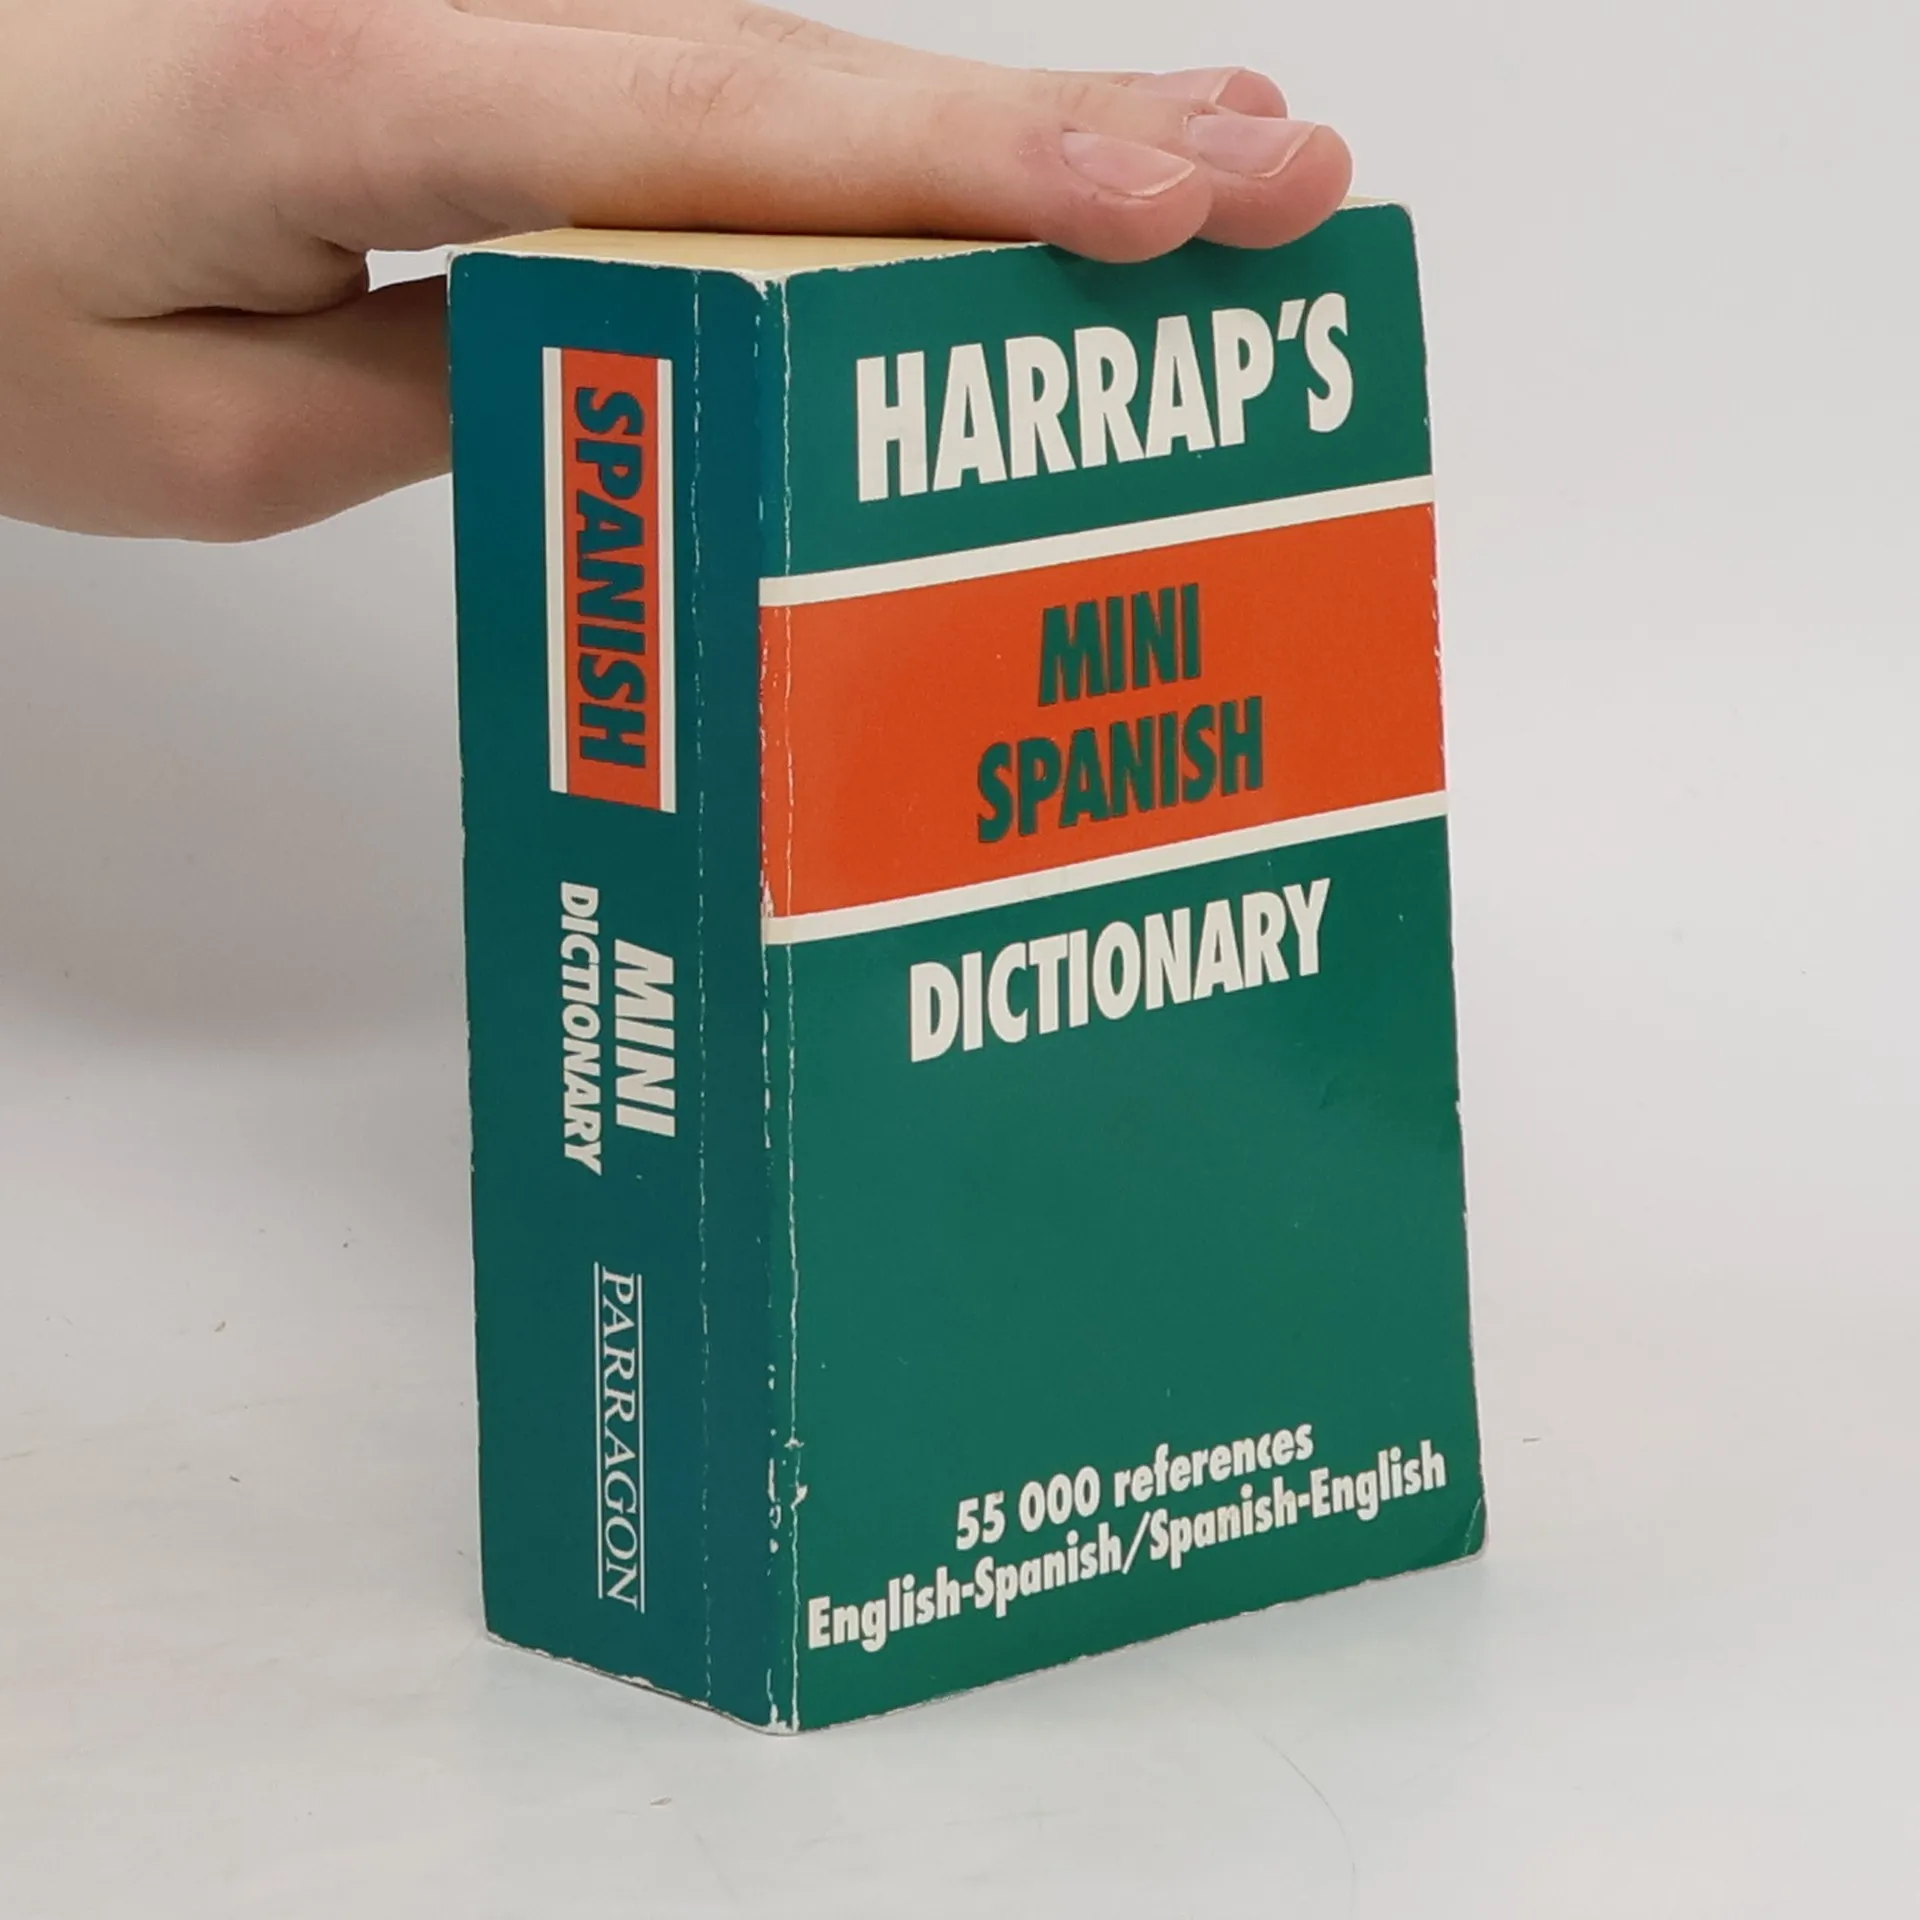 HARRAP'S
MINI
SPANISH
DICTIONARY
55 000 references
English-Spanish/Spanish-English
SPANISH
MINI
DICTIONARY
PARRAGON